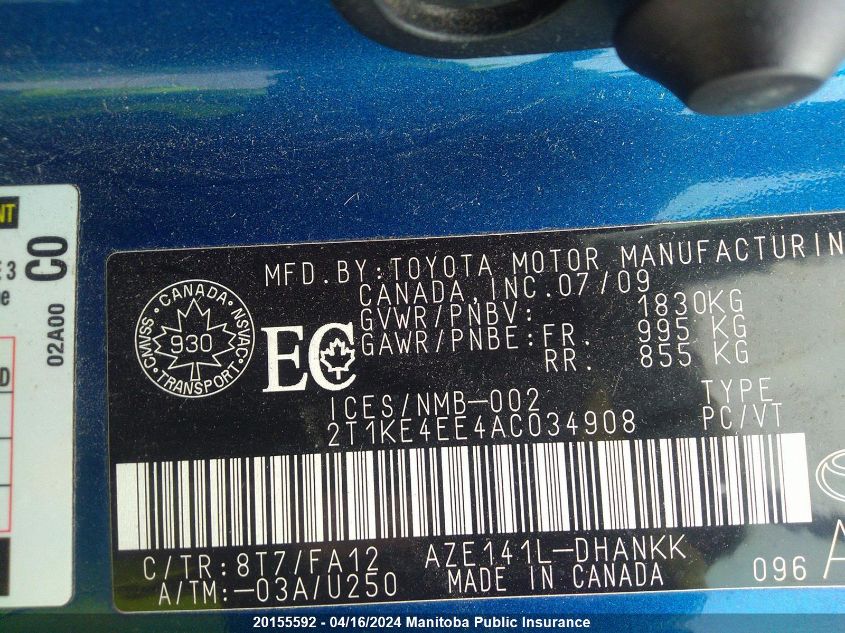 NT
E 3
CO
02A00
D
MFD.BY:TOYOTA MOTOR MANUFACTURIN
CANADA,INC.07/09
GVWR/PNBV: 1830KG
GAWR/PNBE:FR. 995 KG
RR. 855 KG
CANADA
CMVSS NSVAC
930
TRANSPORT
EC
ICES/NMB-002
TYPE
2T1KE4EE4AC034908 PC/VT
C/TR:8T7/FA12 AZE141L-DHANKK
A/TM:-03A/U250 MADE IN CANADA
096 A
20155592 - 04/16/2024 Manitoba Public Insurance